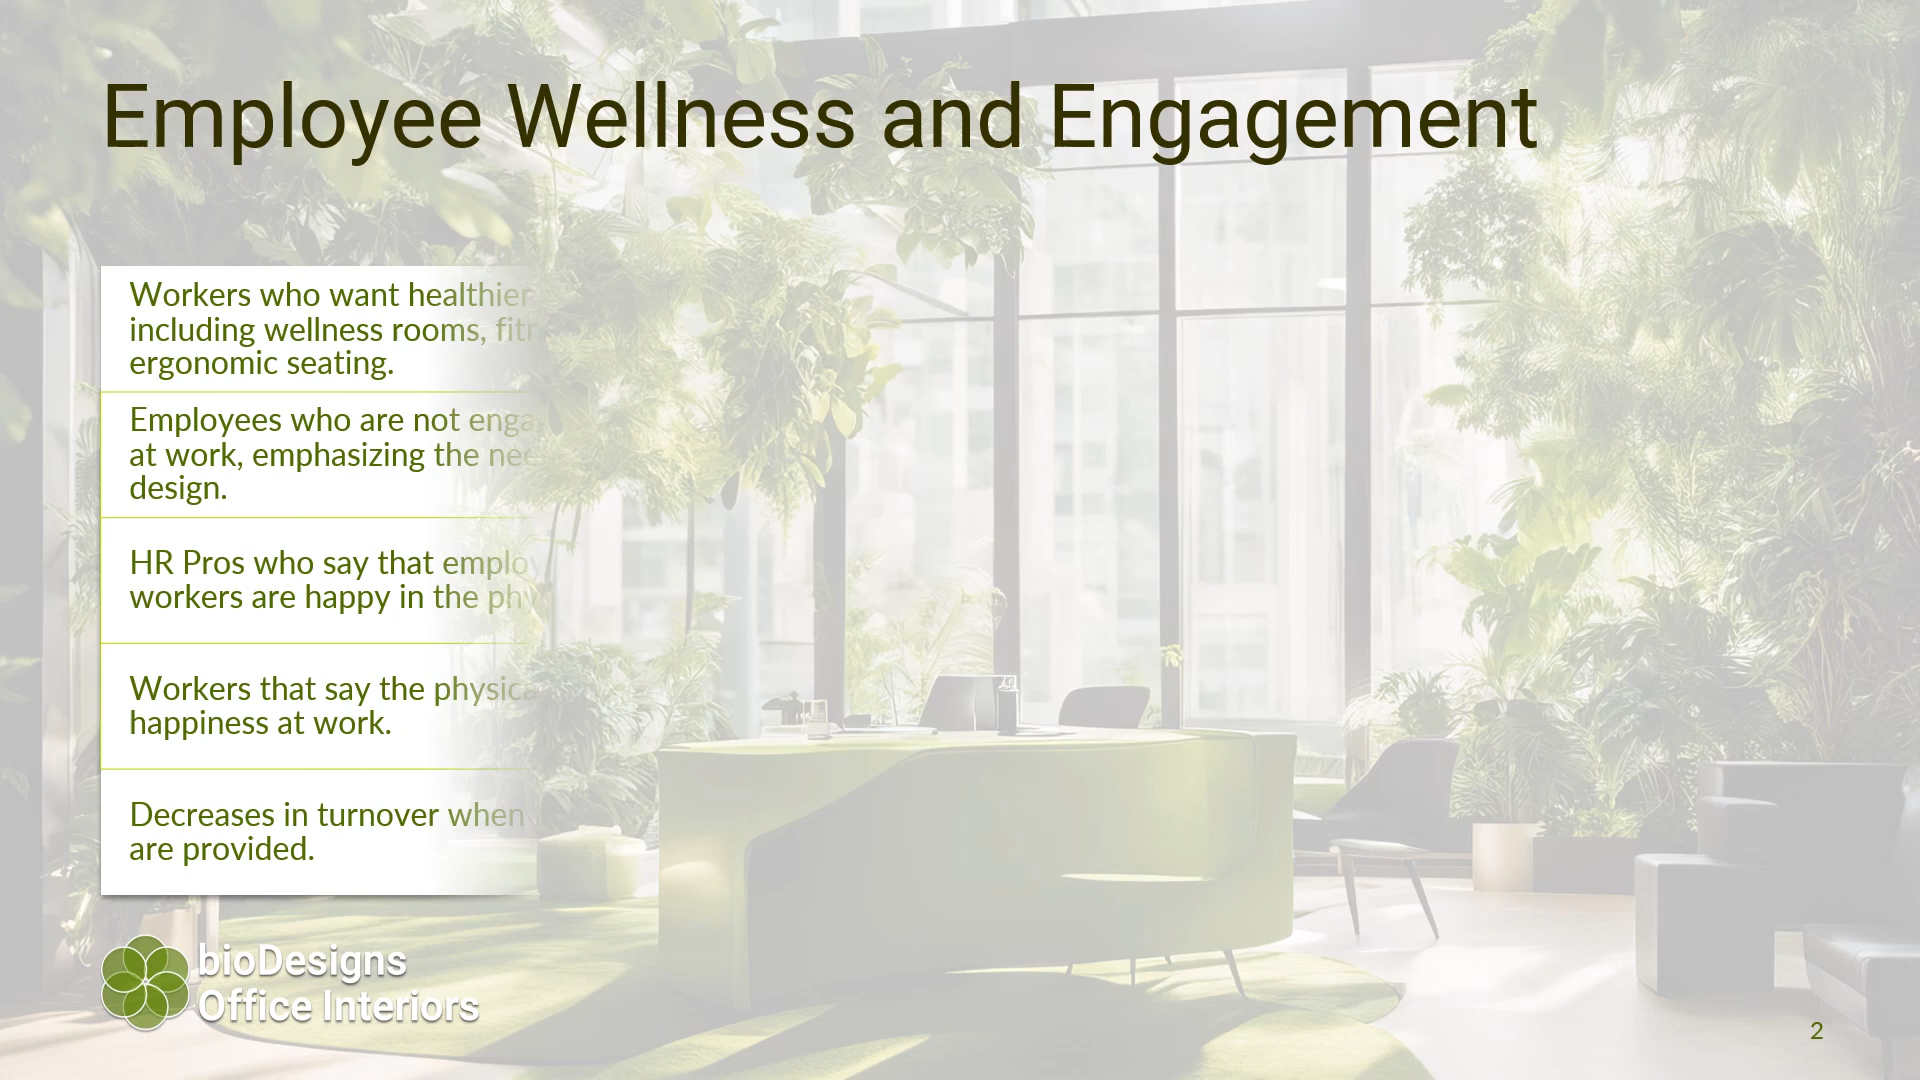 Employee Wellness and Engagement
Workers who want healthier
including wellness rooms,
ergonomic seating.
Employees who are not
at work, emphasizing the
design.
HR Pros who say that
workers are happy in the
Workers that say the
happiness at work.
Decreases in turnover when
are provided.
bioDesigns
Office Interiors
2